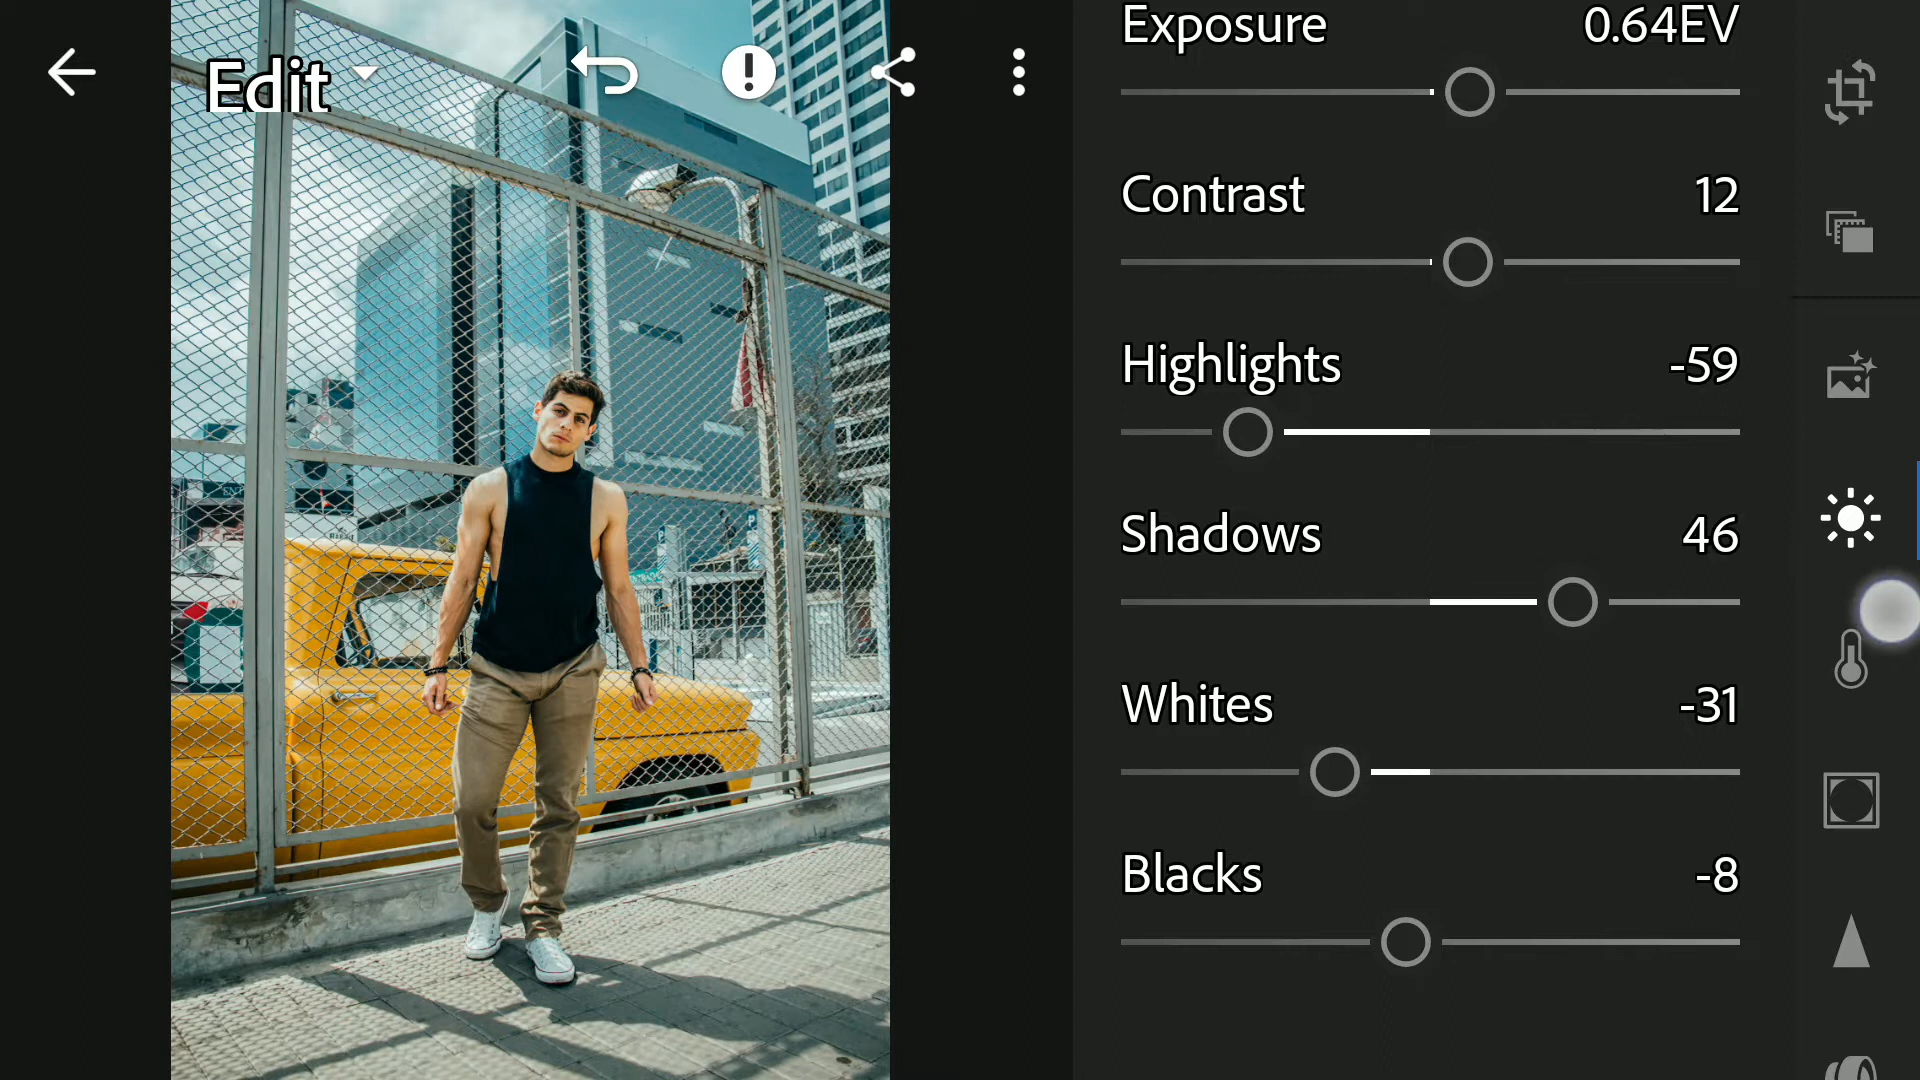 Exposure 0.64EV
Edit
Contrast 12
Highlights -59
Shadows 46
Whites -31
Blacks -8